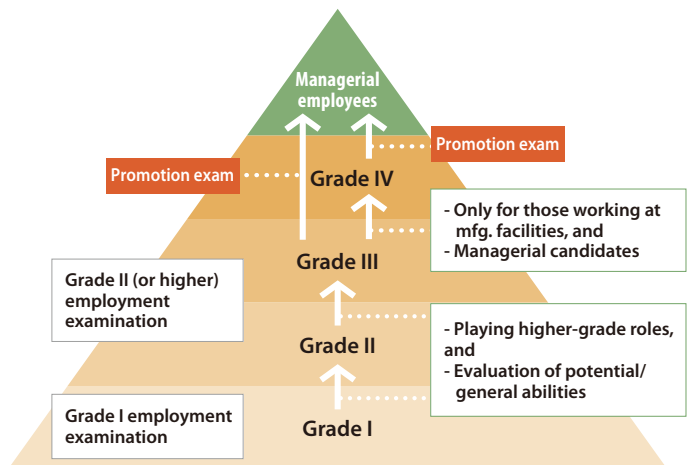 Managerial
employees
Promotion exam
Promotion exam
Grade IV
- Only for those working at
mfg. facilities, and
- Managerial candidates
Grade III
Grade II (or higher)
employment
examination
- Playing higher-grade roles,
and
- Evaluation of potential/
general abilities
Grade II
Grade I employment
examination
Grade I